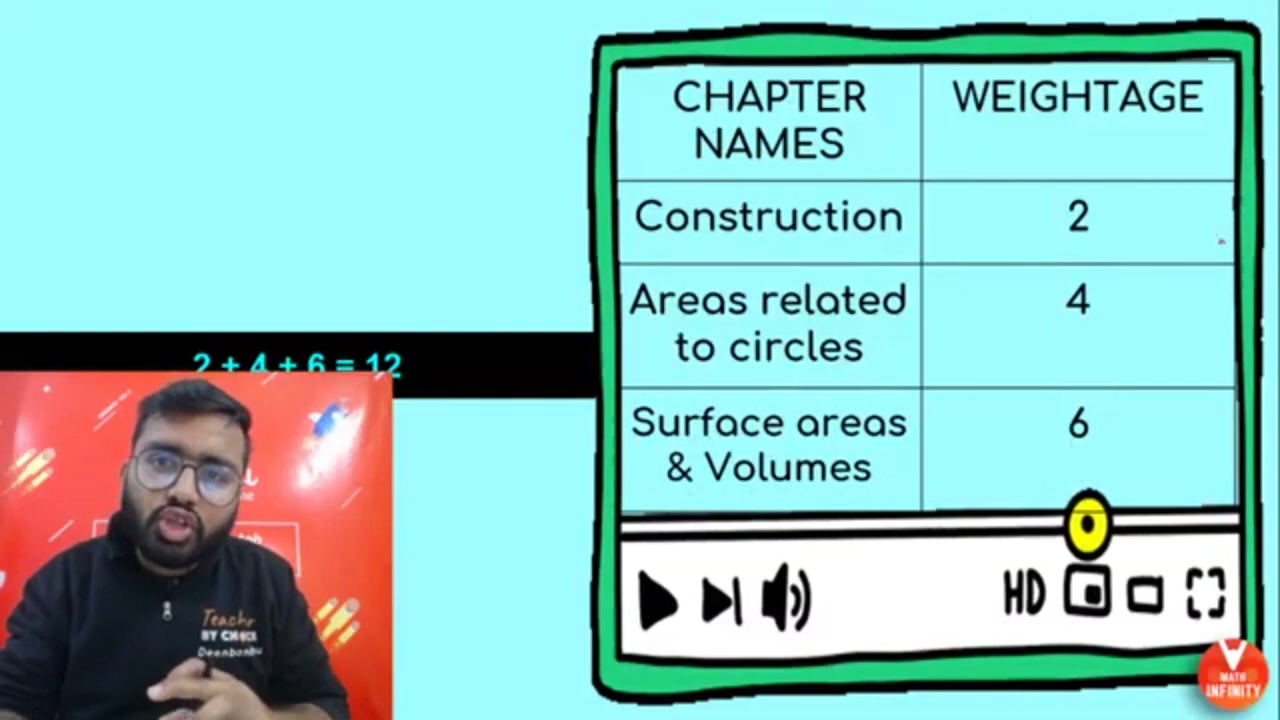 CHAPTER
NAMES
WEIGHTAGE
Construction
2
Areas related
to circles
4
Surface areas
& Volumes
6
2 + 4 + 6 = 12
HD
Teachr
BY CHOICE
MATH
INFINITY